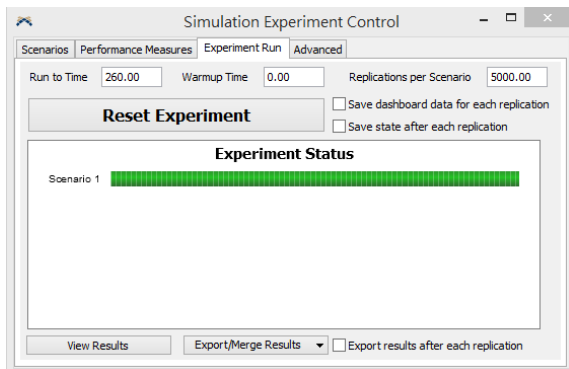 Simulation Experiment Control
Scenarios Performance Measures Experiment Run Advanced
Run to Time 260.00 Warmup Time 0.00 Replications per Scenario 5000.00
Reset Experiment
Save dashboard data for each replication
Save state after each replication
Experiment Status
Scenario 1
View Results Export/Merge Results Export results after each replication